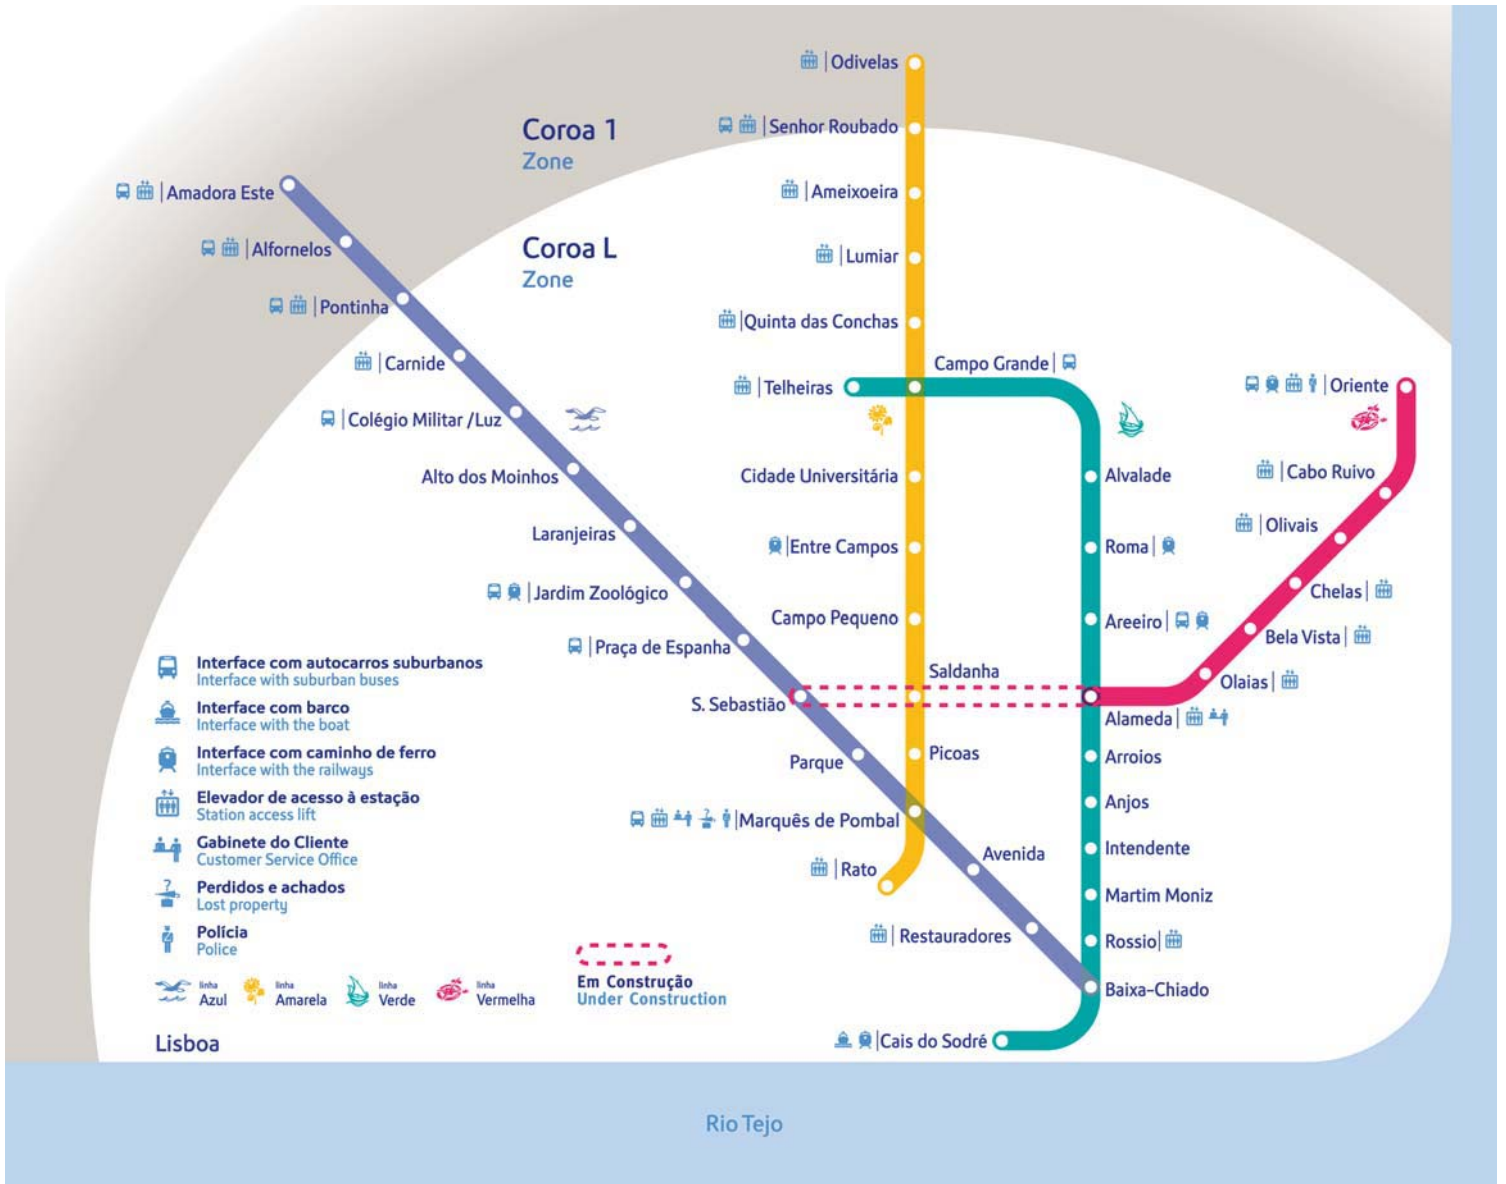 Odivelas
Coroa 1
Zone
Senhor Roubado
Amadora Este
Ameixoeira
Alfornelos
Coroa L
Zone
Lumiar
Pontinha
Quinta das Conchas
Carnide
Campo Grande
Telheiras
Oriente
Colégio Militar /Luz
Alto dos Moinhos
Cidade Universitária
Alvalade
Cabo Ruivo
Laranjeiras
Entre Campos
Roma
Olivais
Jardim Zoológico
Campo Pequeno
Areeiro
Chelas
Praça de Espanha
Bela Vista
Saldanha
Olaias
S. Sebastião
Alameda
Parque
Picoas
Arroios
Anjos
Marquês de Pombal
Avenida
Intendente
Rato
Martim Moniz
Restauradores
Rossio
Baixa-Chiado
Cais do Sodré
Interface com autocarros suburbanos
Interface with suburban buses
Interface com barco
Interface with the boat
Interface com caminho de ferro
Interface with the railways
Elevador de acesso à estação
Station access lift
Gabinete do Cliente
Customer Service Office
Perdidos e achados
Lost property
Polícia
Police
linha
Azul
linha
Amarela
linha
Verde
linha
Vermelha
Em Construção
Under Construction
Lisboa
Rio Tejo